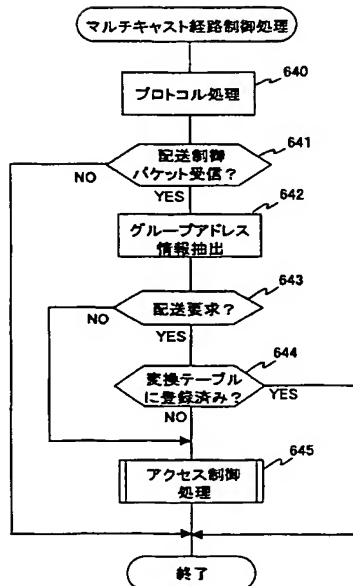 マルチキャスト経路制御処理
640
プロトコル処理
641
配送制御
パケット受信？
NO
YES
642
グループアドレス
情報抽出
643
配送要求？
NO
YES
644
変換テーブル
に登録済み？
YES
NO
645
アクセス制御
処理
終了